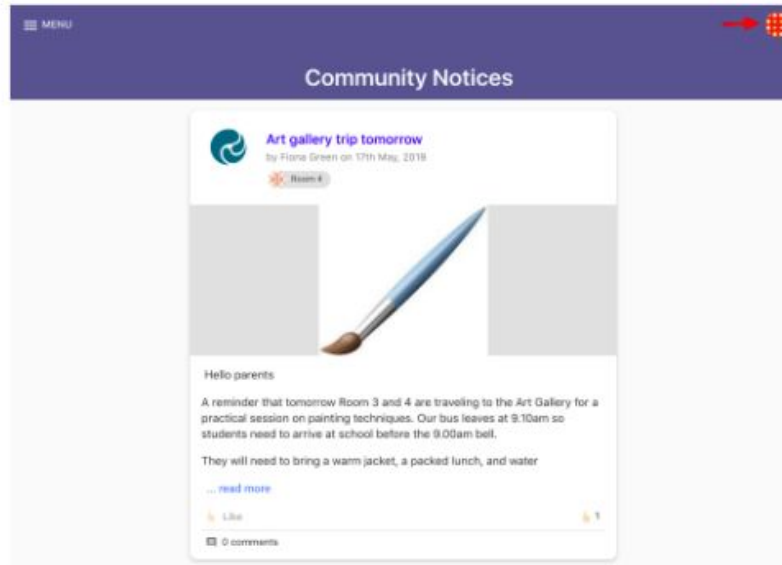 MENU
Community Notices
Art gallery trip tomorrow
by Fiona Green on 17th May, 2018
Room 4
Hello parents
A reminder that tomorrow Room 3 and 4 are traveling to the Art Gallery for a
practical session on painting techniques. Our bus leaves at 9.10am so
students need to arrive at school before the 9.00am bell.
They will need to bring a warm jacket, a packed lunch, and water
... read more
Like
1
0 comments